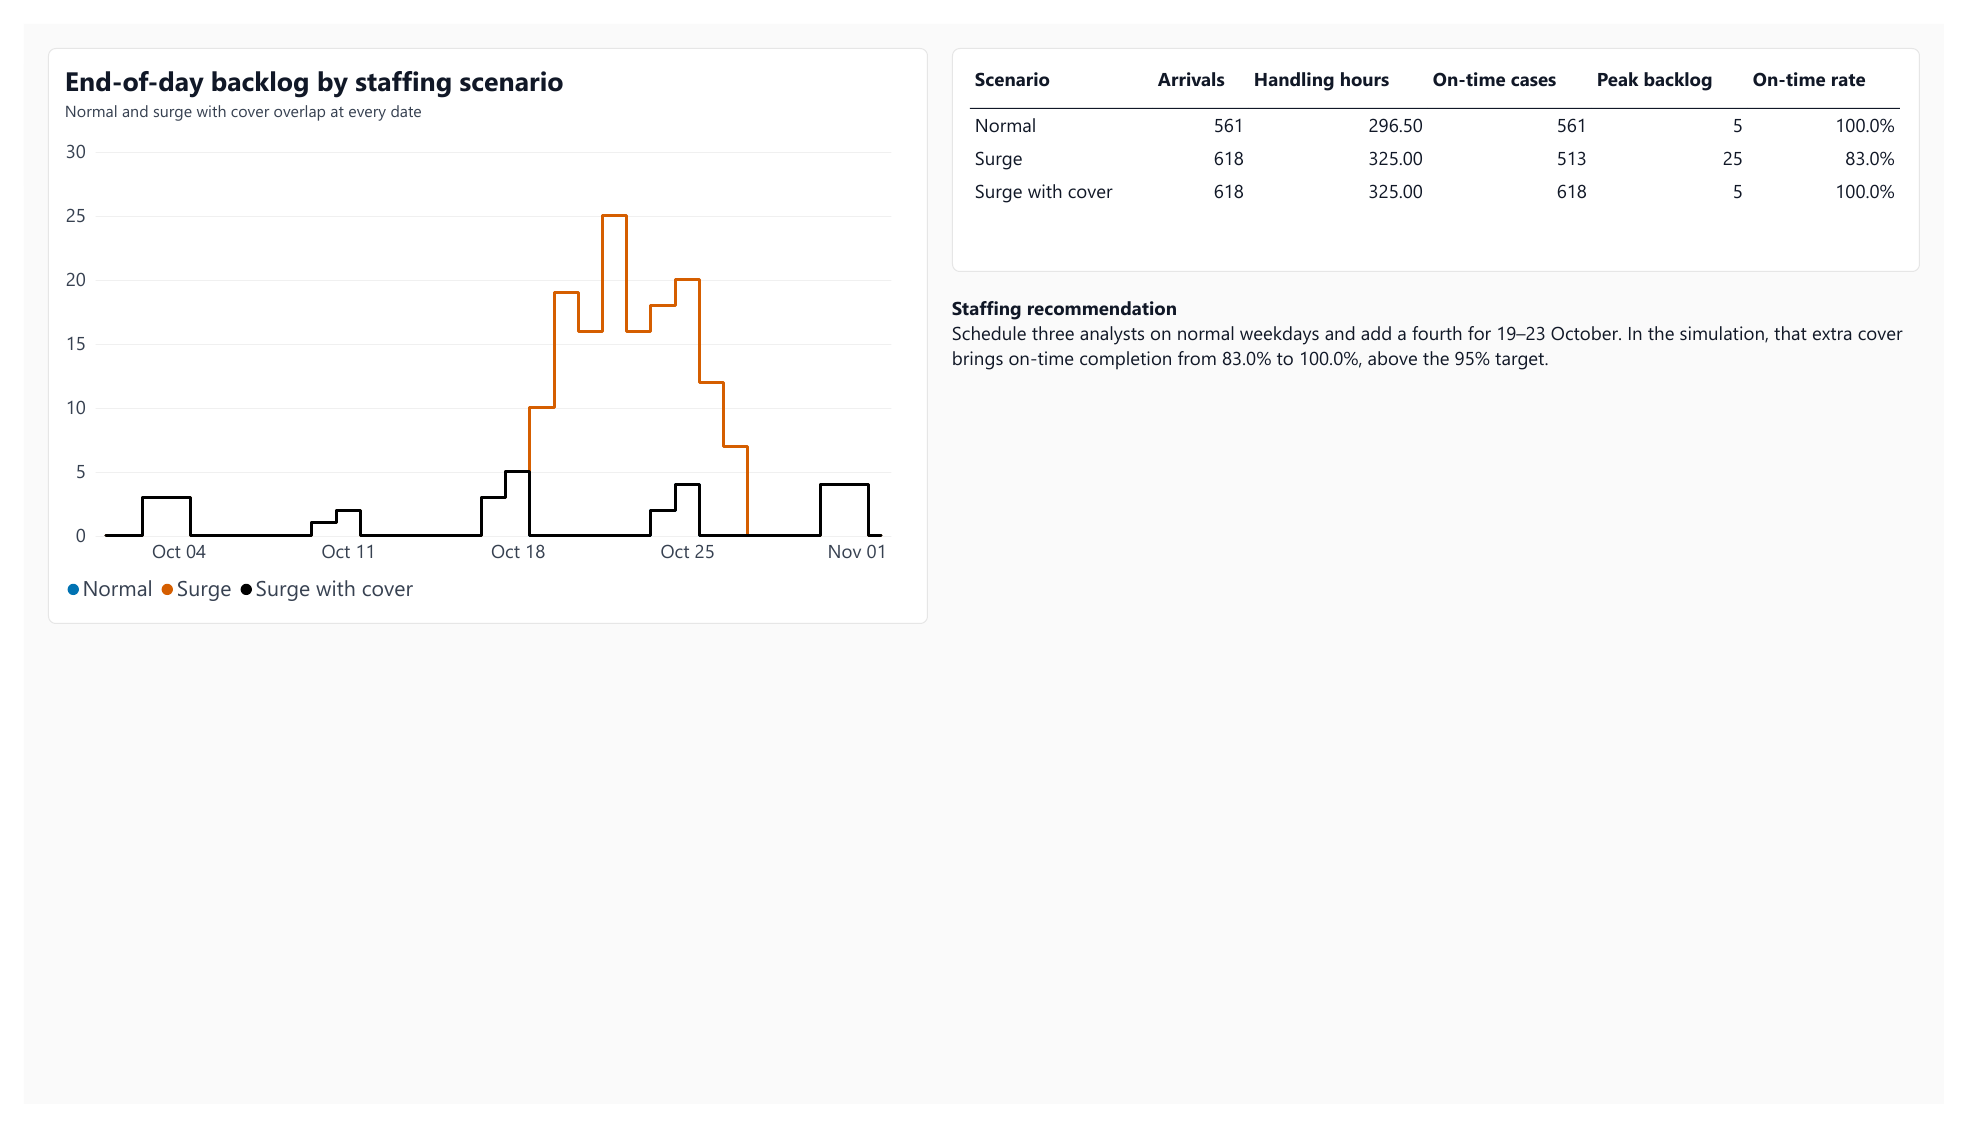 End-of-day backlog by staffing scenario
Normal and surge with cover overlap at every date
30
25
20
15
10
5
0
Oct 04 Oct 11 Oct 18 Oct 25 Nov 01
Normal Surge Surge with cover
Scenario Arrivals Handling hours On-time cases Peak backlog On-time rate
Normal 561 296.50 561 5 100.0%
Surge 618 325.00 513 25 83.0%
Surge with cover 618 325.00 618 5 100.0%
Staffing recommendation
Schedule three analysts on normal weekdays and add a fourth for 19–23 October. In the simulation, that extra cover
brings on-time completion from 83.0% to 100.0%, above the 95% target.